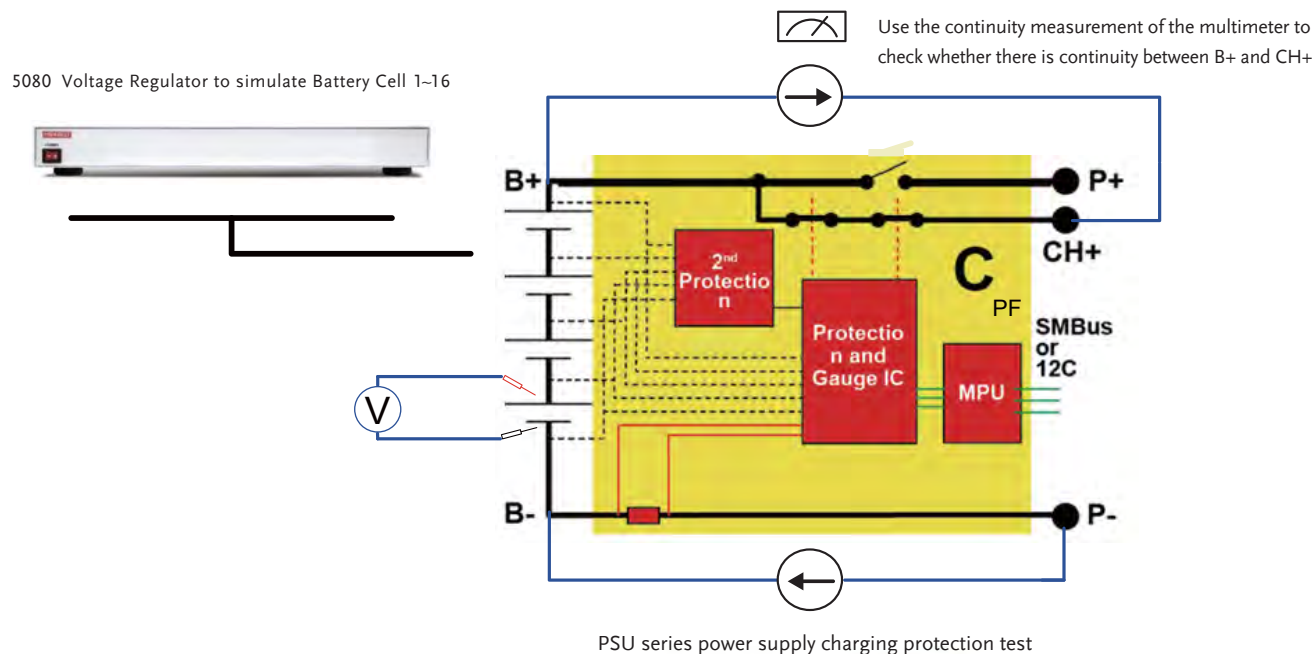 Use the continuity measurement of the multimeter to
check whether there is continuity between B+ and CH+
5080 Voltage Regulator to simulate Battery Cell 1~16
B+
P+
CH+
2nd
Protectio
n
C
PF
Protectio
n and
Gauge IC
SMBus
or
12C
MPU
V
B-
P-
PSU series power supply charging protection test